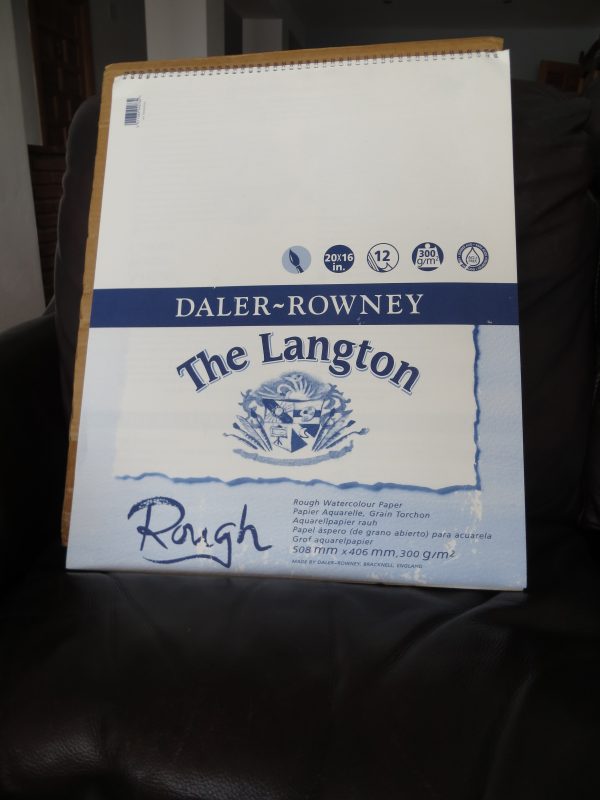 20X16
in.
12
300
g/m²
DALER~ROWNEY
The Langton
Rough
Rough Watercolour Paper
Papier Aquarelle, Grain Torchon
Aquarellpapier rauh
Papel áspero (de grano abierto) para acuarela
Grof aquarelpapier
508 mm x 406 mm, 300 g/m²
MADE BY DALER-ROWNEY, BRACKNELL, ENGLAND